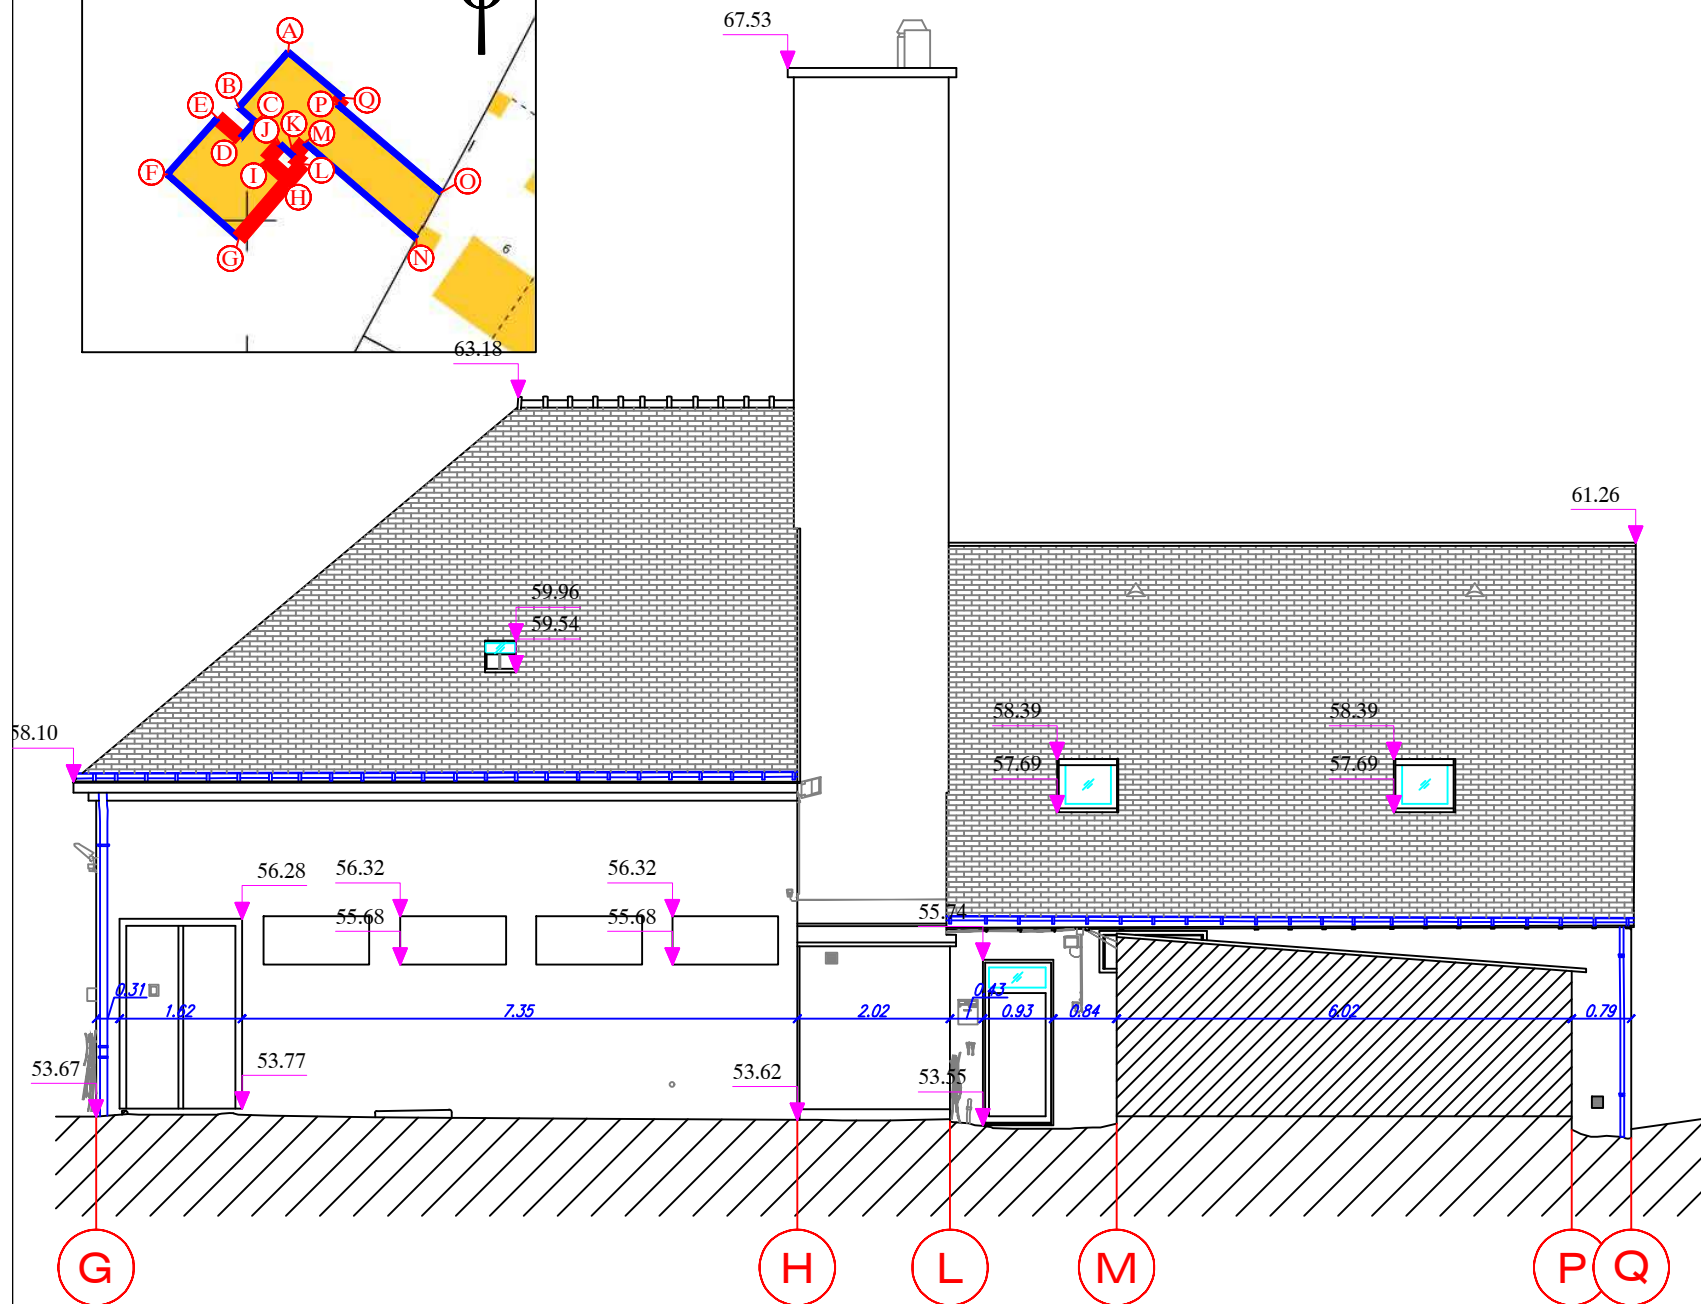 A
B
P
Q
E
C
K
J
M
D
F
I
L
O
H
G
N
6
67.53
63.18
61.26
59.96
59.54
58.39
58.39
58.10
57.69
57.69
56.28
56.32
56.32
55.68
55.68
55.74
0.31
1.62
7.35
2.02
0.43
0.93
0.84
6.02
0.79
53.67
53.77
53.62
53.55
G
H
L
M
P
Q